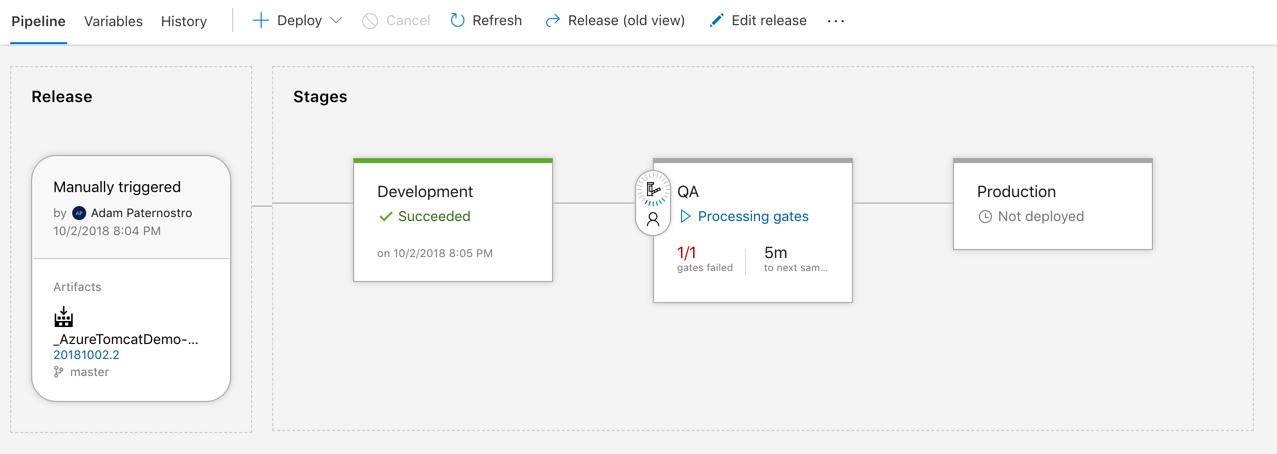 Pipeline Variables History Deploy Cancel Refresh Release (old view) Edit release ...
Release
Manually triggered
by AP Adam Paternostro
10/2/2018 8:04 PM
Artifacts
_AzureTomcatDemo-...
20181002.2
master
Stages
Development
Succeeded
on 10/2/2018 8:05 PM
QA
Processing gates
1/1 5m
gates failed to next sam...
Production
Not deployed